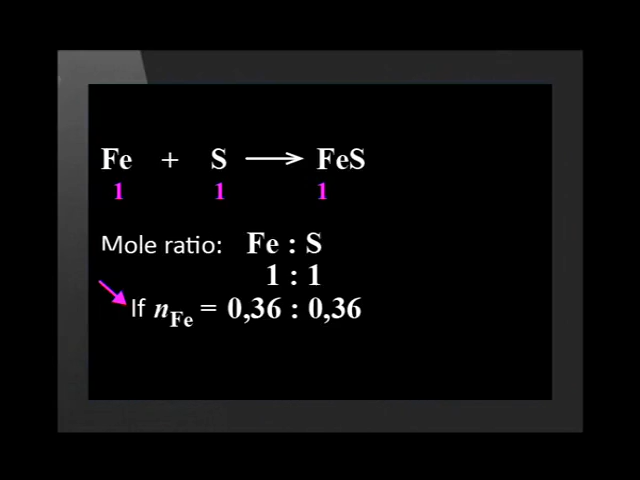 Fe + S ⟶ FeS
1 1 1
Mole ratio: Fe : S
1 : 1
If nFe = 0,36 : 0,36